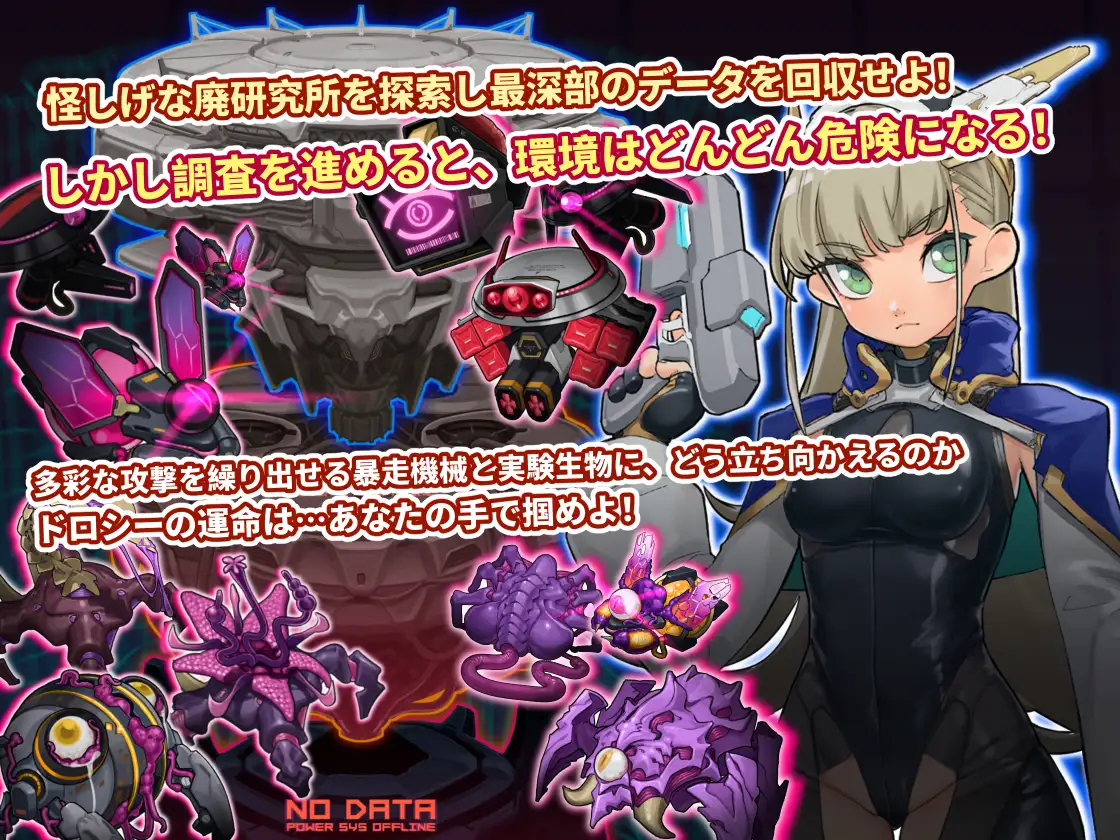 怪しげな廃研究所を探索し最深部のデータを回収せよ!
しかし調査を進めると、環境はどんどん危険になる!
多彩な攻撃を繰り出せる暴走機械と実験生物に、どう立ち向かえるのか
ドロシーの運命は…あなたの手で掴めよ!
NO DATA
POWER SYS OFFLINE